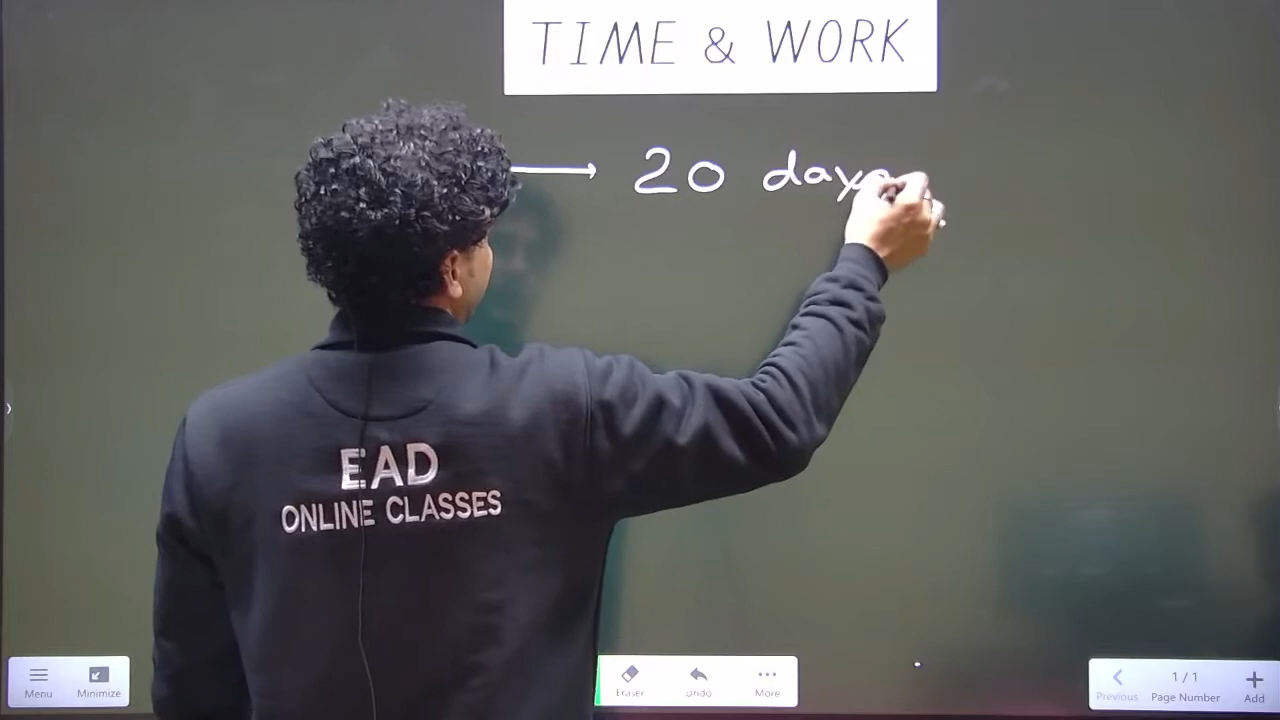 TIME & WORK
→ 20 days
EAD
ONLINE CLASSES
Menu
Minimize
Eraser
Undo
More
Previous
1 / 1
Page Number
Add